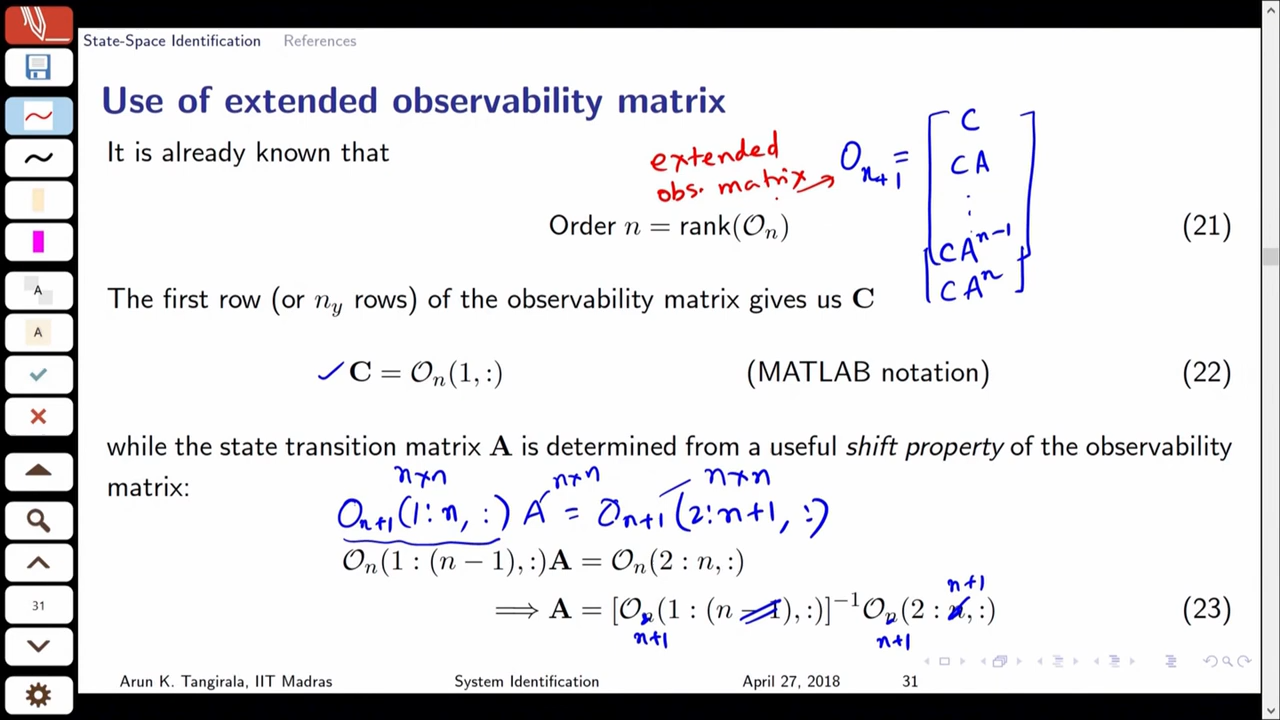 State-Space Identification References
Use of extended observability matrix
It is already known that
extended
obs. matrix
O_{n+1} =
C
CA
⋮
CA^{n-1}
CA^n
Order n = rank(𝒪_n) (21)
The first row (or n_y rows) of the observability matrix gives us C
✓ C = 𝒪_n(1, :) (MATLAB notation) (22)
while the state transition matrix A is determined from a useful shift property of the observability
matrix:
n×n n×n n×n
O_{n+1}(1:n, :) A = O_{n+1}(2:n+1, :)
𝒪_n(1 : (n − 1), :)A = 𝒪_n(2 : n, :)
n+1
⟹ A = [𝒪_n(1 : (n − 1), :)]^{−1}𝒪_n(2 : n, :) (23)
n+1 n+1
Arun K. Tangirala, IIT Madras System Identification April 27, 2018 31
A
A
31